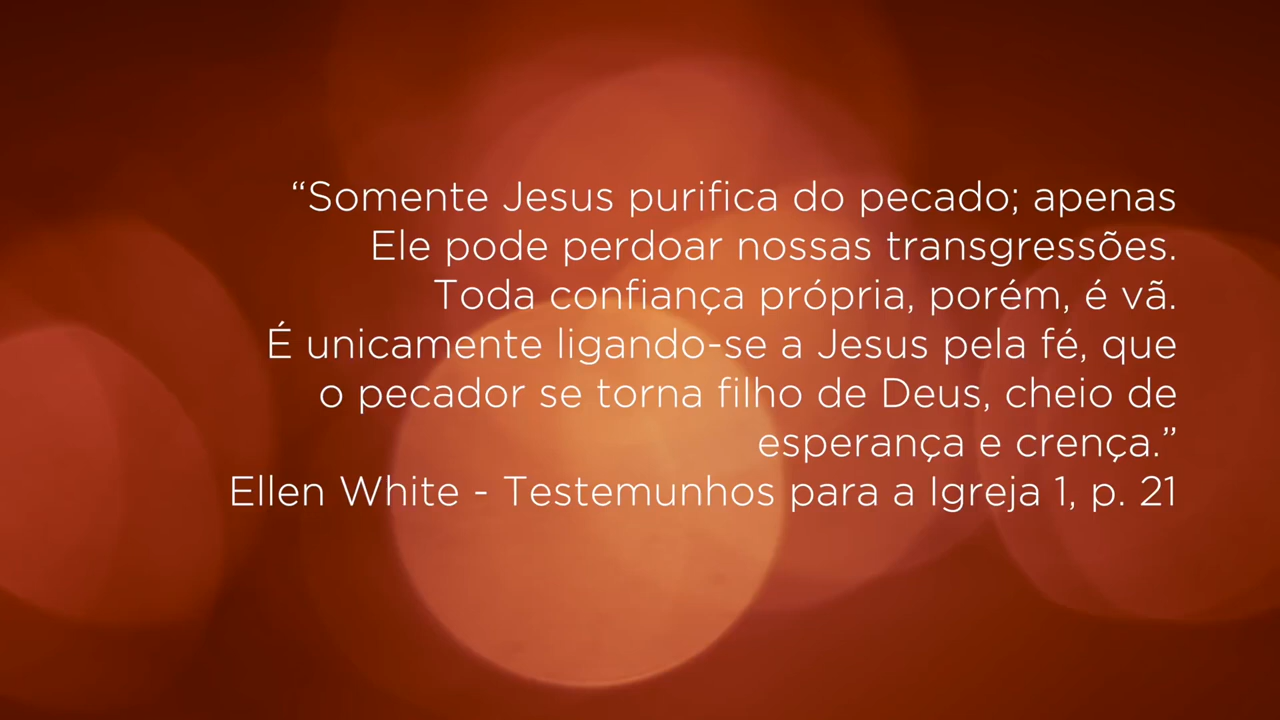 “Somente Jesus purifica do pecado; apenas
Ele pode perdoar nossas transgressões.
Toda confiança própria, porém, é vã.
É unicamente ligando-se a Jesus pela fé, que
o pecador se torna filho de Deus, cheio de
esperança e crença.”
Ellen White - Testemunhos para a Igreja 1, p. 21